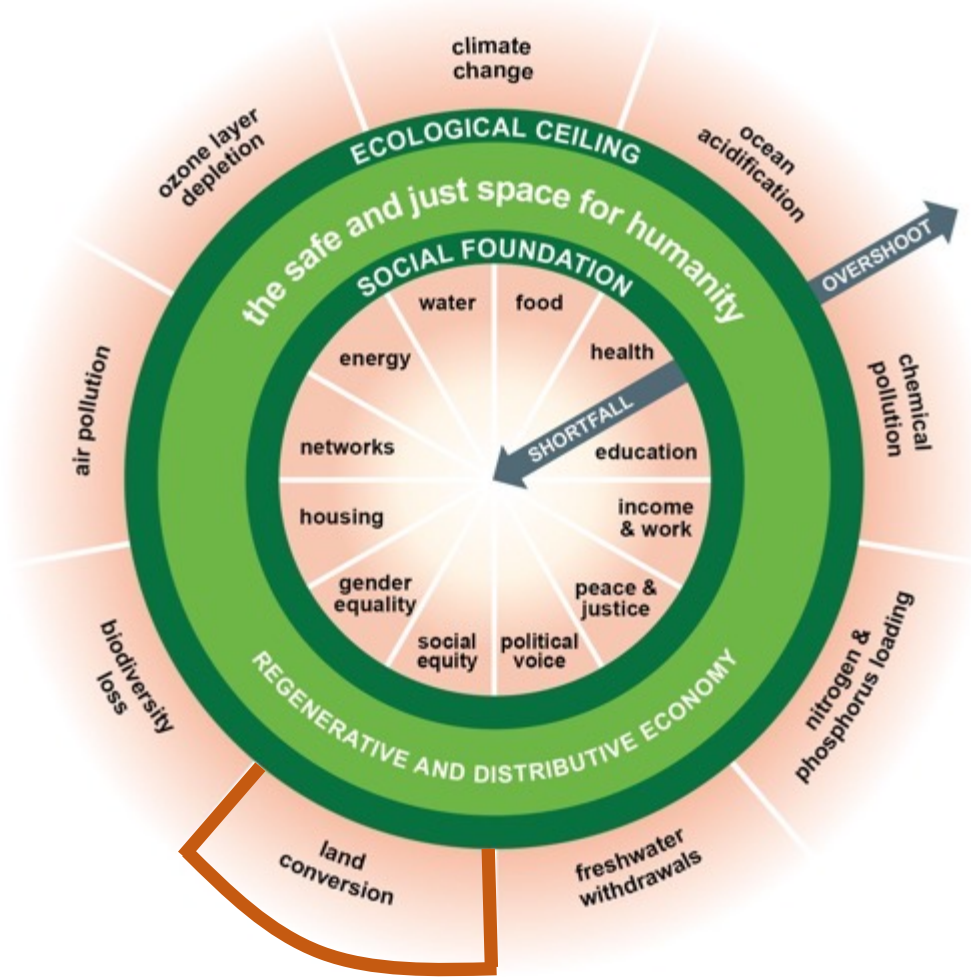 climate
change
ocean
acidification
chemical
pollution
nitrogen &
phosphorus loading
freshwater
withdrawals
land
conversion
biodiversity
loss
air pollution
ozone layer
depletion
OVERSHOOT
ECOLOGICAL CEILING
the safe and just space for humanity
SOCIAL FOUNDATION
water
food
health
SHORTFALL
education
income
& work
peace &
justice
political
voice
social
equity
gender
equality
housing
networks
energy
REGENERATIVE AND DISTRIBUTIVE ECONOMY